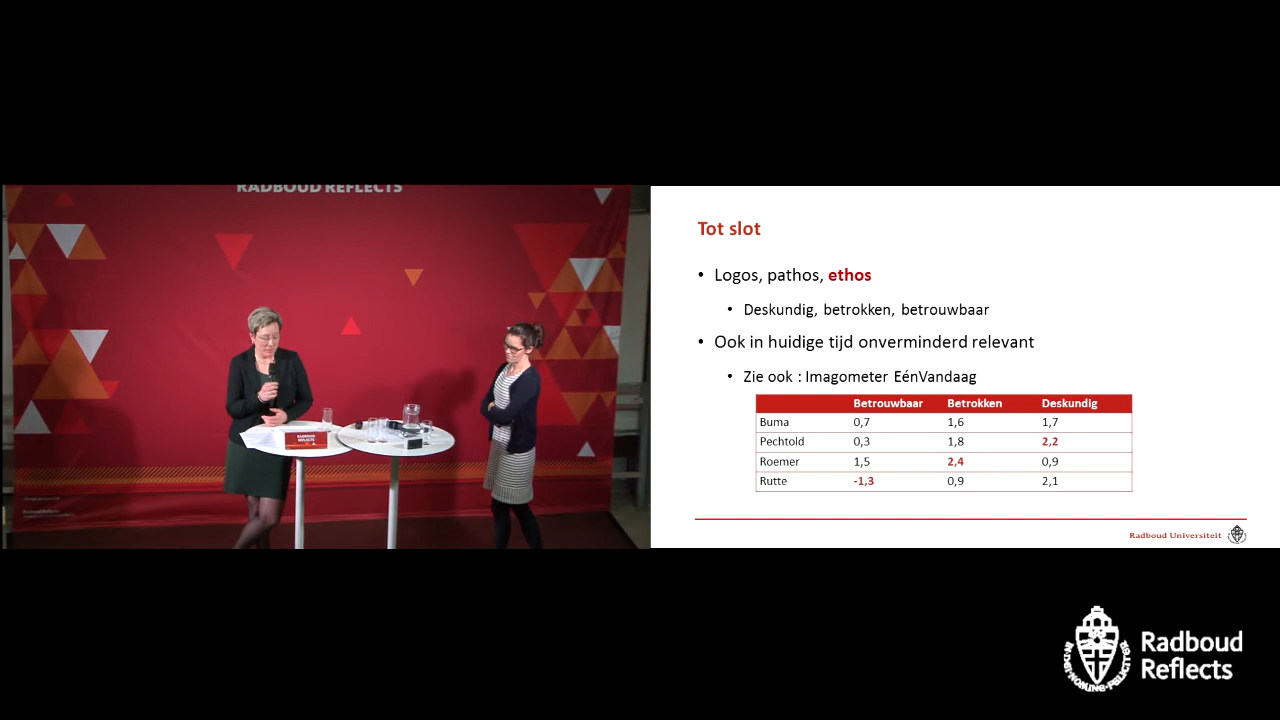 RADBOUD REFLECTS
RADBOUD
REFLECTS
Tot slot
• Logos, pathos, ethos
• Deskundig, betrokken, betrouwbaar
• Ook in huidige tijd onverminderd relevant
• Zie ook : Imagometer EénVandaag
Betrouwbaar Betrokken Deskundig
Buma 0,7 1,6 1,7
Pechtold 0,3 1,8 2,2
Roemer 1,5 2,4 0,9
Rutte -1,3 0,9 2,1
Radboud Universiteit
Radboud
Reflects